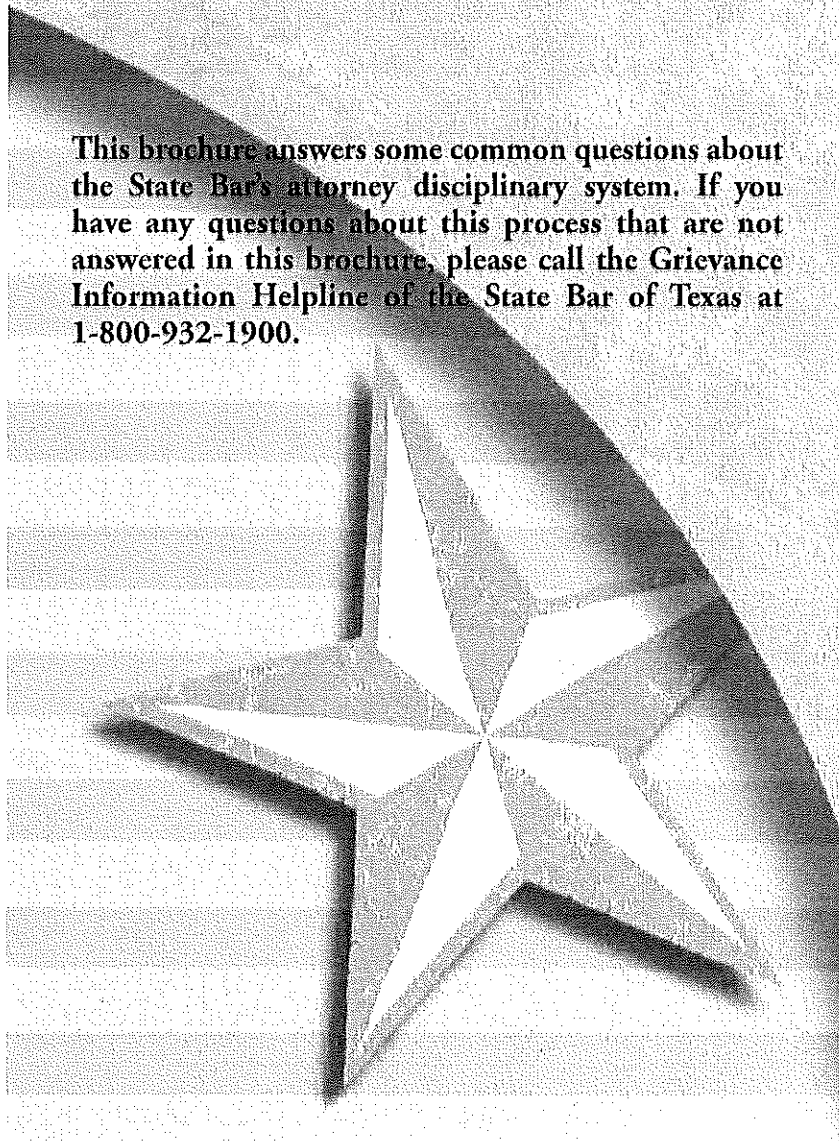 This brochure answers some common questions about
the State Bar's attorney disciplinary system. If you
have any questions about this process that are not
answered in this brochure, please call the Grievance
Information Helpline of the State Bar of Texas at
1-800-932-1900.